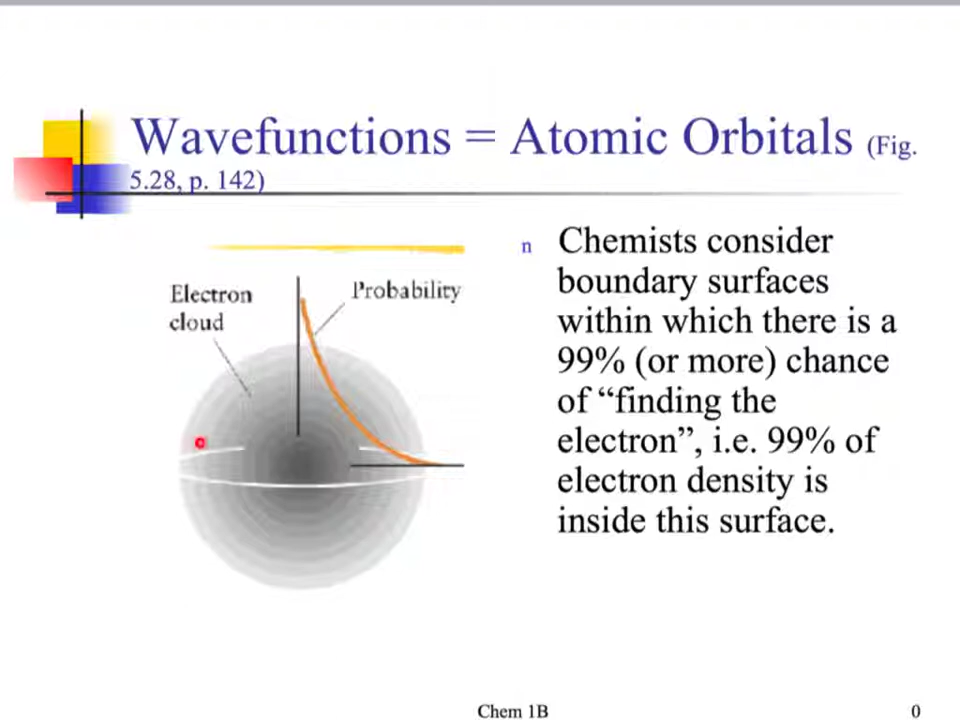 Wavefunctions = Atomic Orbitals (Fig.
5.28, p. 142)
Electron
cloud
Probability
n Chemists consider
boundary surfaces
within which there is a
99% (or more) chance
of “finding the
electron”, i.e. 99% of
electron density is
inside this surface.
Chem 1B
0